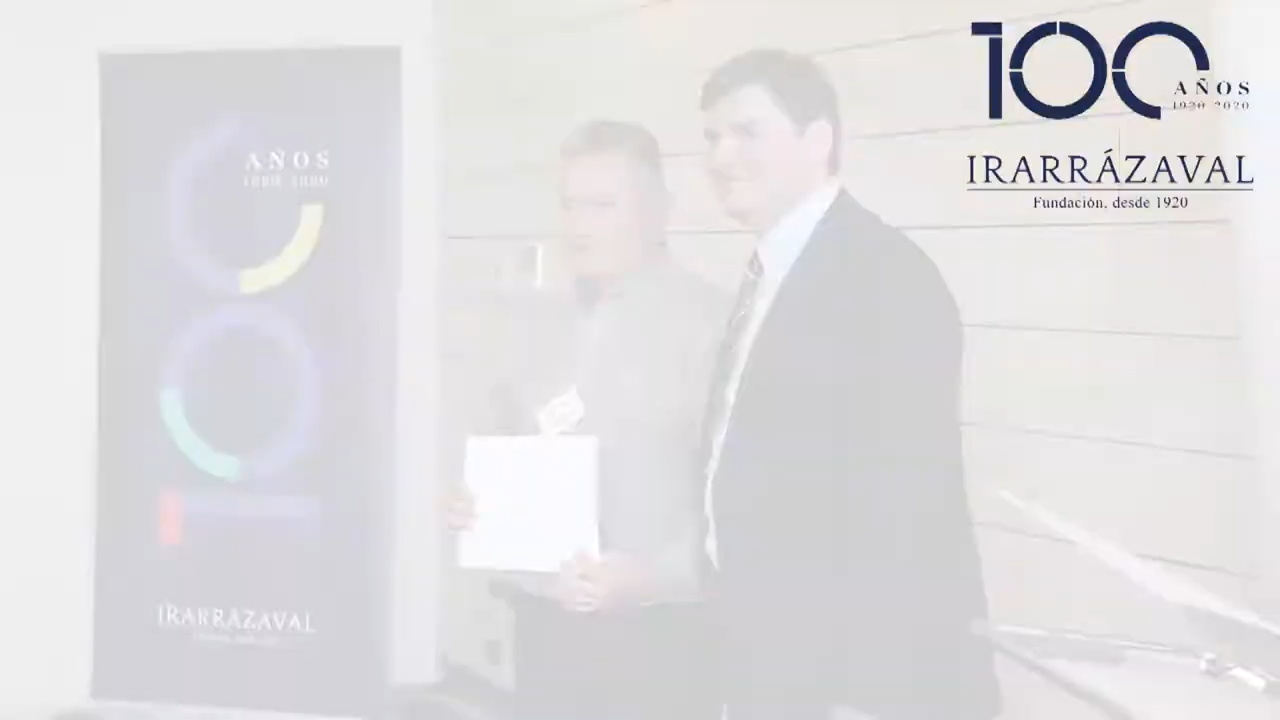 100
AÑOS
1920 2020
IRARRÁZAVAL
Fundación, desde 1920
AÑOS
IRARRAZAVAL